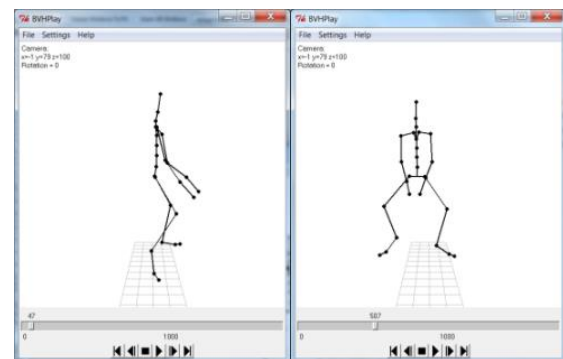 BVHPlay
File Settings Help
Camera:
x=-1 y=79 z=100
Rotation = 0
47
0 1000
BVHPlay
File Settings Help
Camera:
x=-1 y=79 z=100
Rotation = 0
587
0 1000